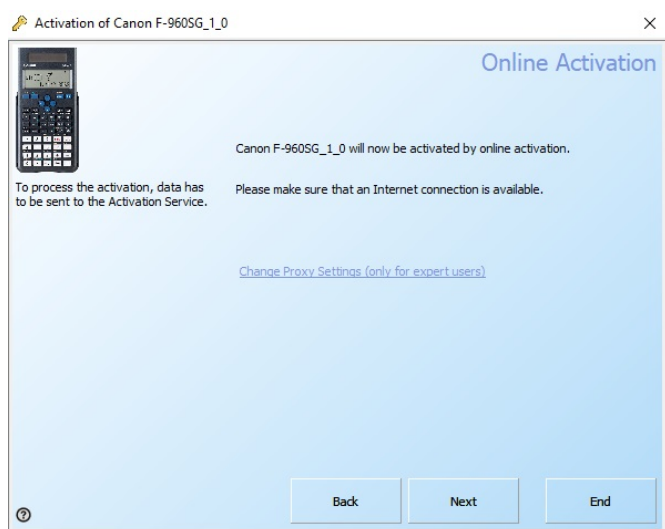 Activation of Canon F-960SG_1_0
Online Activation
Canon F-960SG_1_0 will now be activated by online activation.
To process the activation, data has
to be sent to the Activation Service.
Please make sure that an Internet connection is available.
Change Proxy Settings (only for expert users)
Back
Next
End